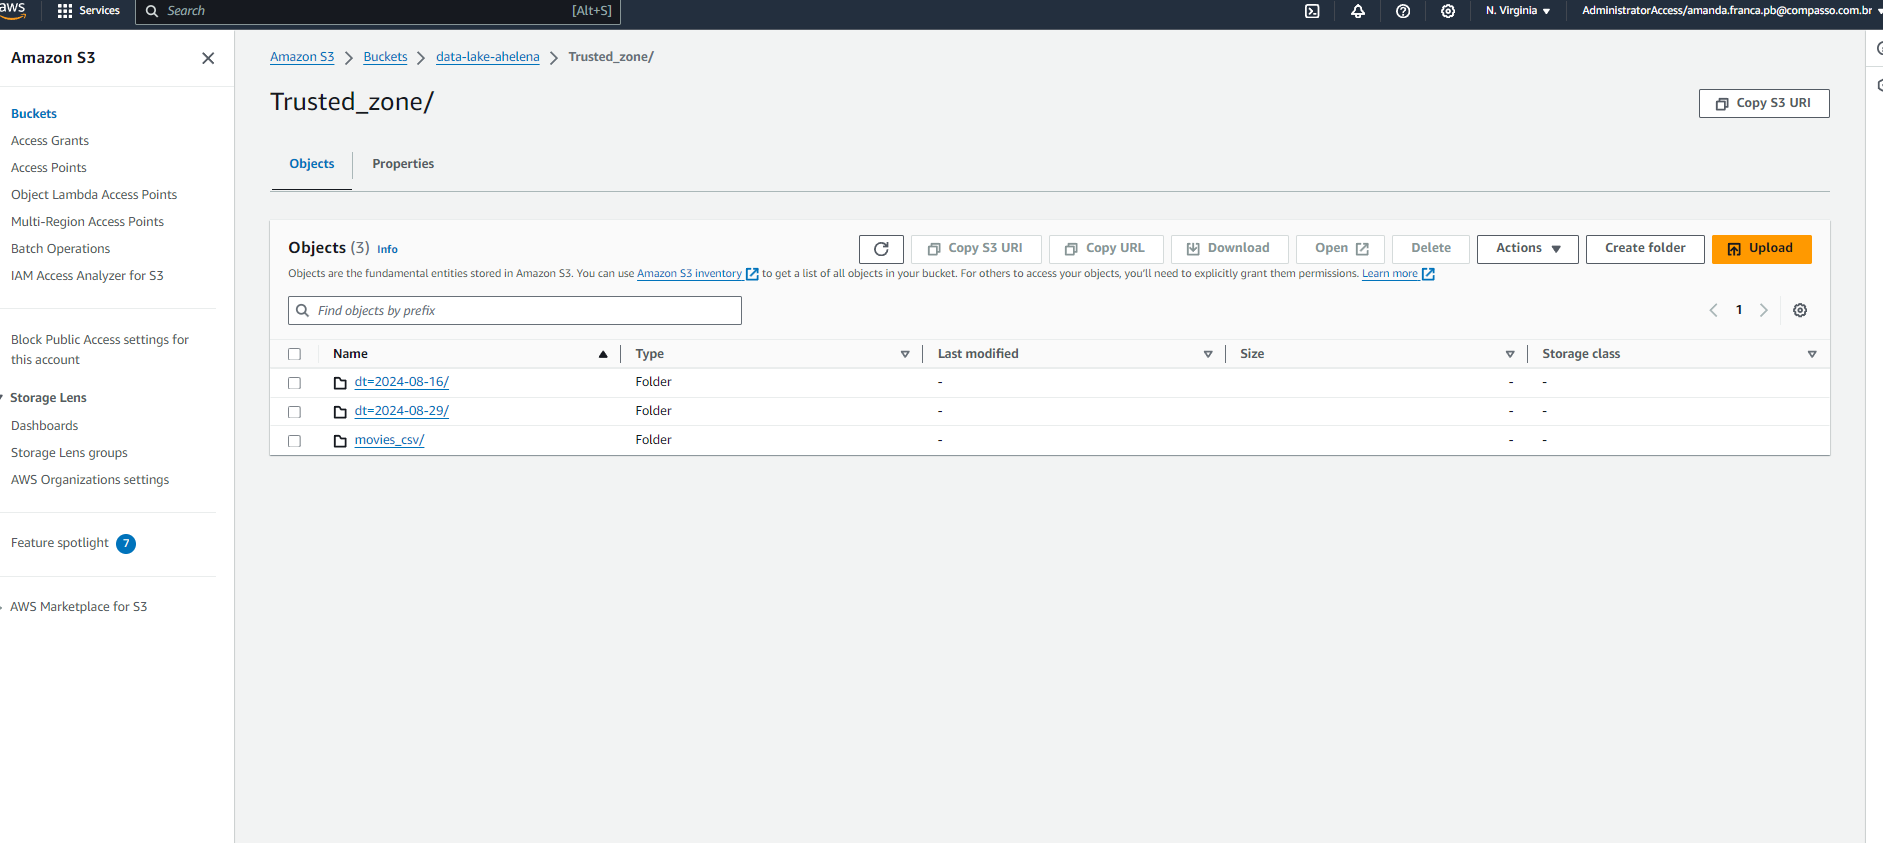 aws
Services
Search
[Alt+S]
N. Virginia
AdministratorAccess/amanda.franca.pb@compasso.com.br
Amazon S3
Buckets
Access Grants
Access Points
Object Lambda Access Points
Multi-Region Access Points
Batch Operations
IAM Access Analyzer for S3
Block Public Access settings for
this account
Storage Lens
Dashboards
Storage Lens groups
AWS Organizations settings
Feature spotlight 7
AWS Marketplace for S3
Amazon S3 Buckets data-lake-ahelena Trusted_zone/
Trusted_zone/
Copy S3 URI
Objects Properties
Objects (3) Info
Copy S3 URI Copy URL Download Open Delete Actions Create folder Upload
Objects are the fundamental entities stored in Amazon S3. You can use Amazon S3 inventory to get a list of all objects in your bucket. For others to access your objects, you'll need to explicitly grant them permissions. Learn more
Find objects by prefix
1
Name Type Last modified Size Storage class
dt=2024-08-16/ Folder - - -
dt=2024-08-29/ Folder - - -
movies_csv/ Folder - - -